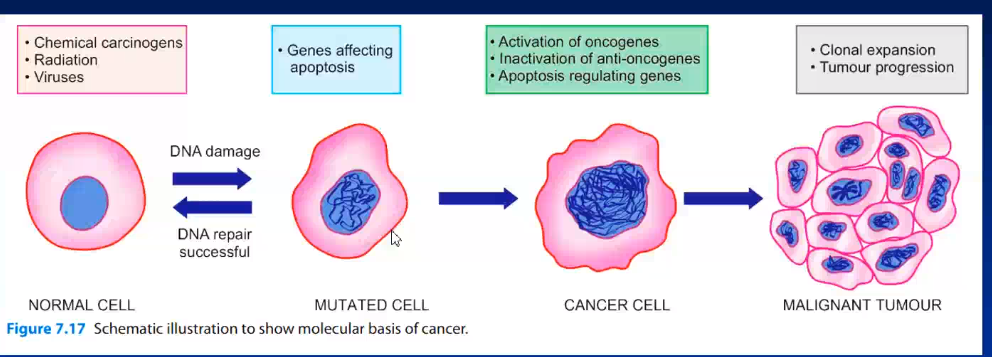 • Chemical carcinogens
• Radiation
• Viruses
• Genes affecting
apoptosis
• Activation of oncogenes
• Inactivation of anti-oncogenes
• Apoptosis regulating genes
• Clonal expansion
• Tumour progression
DNA damage
DNA repair
successful
NORMAL CELL
MUTATED CELL
CANCER CELL
MALIGNANT TUMOUR
Figure 7.17 Schematic illustration to show molecular basis of cancer.